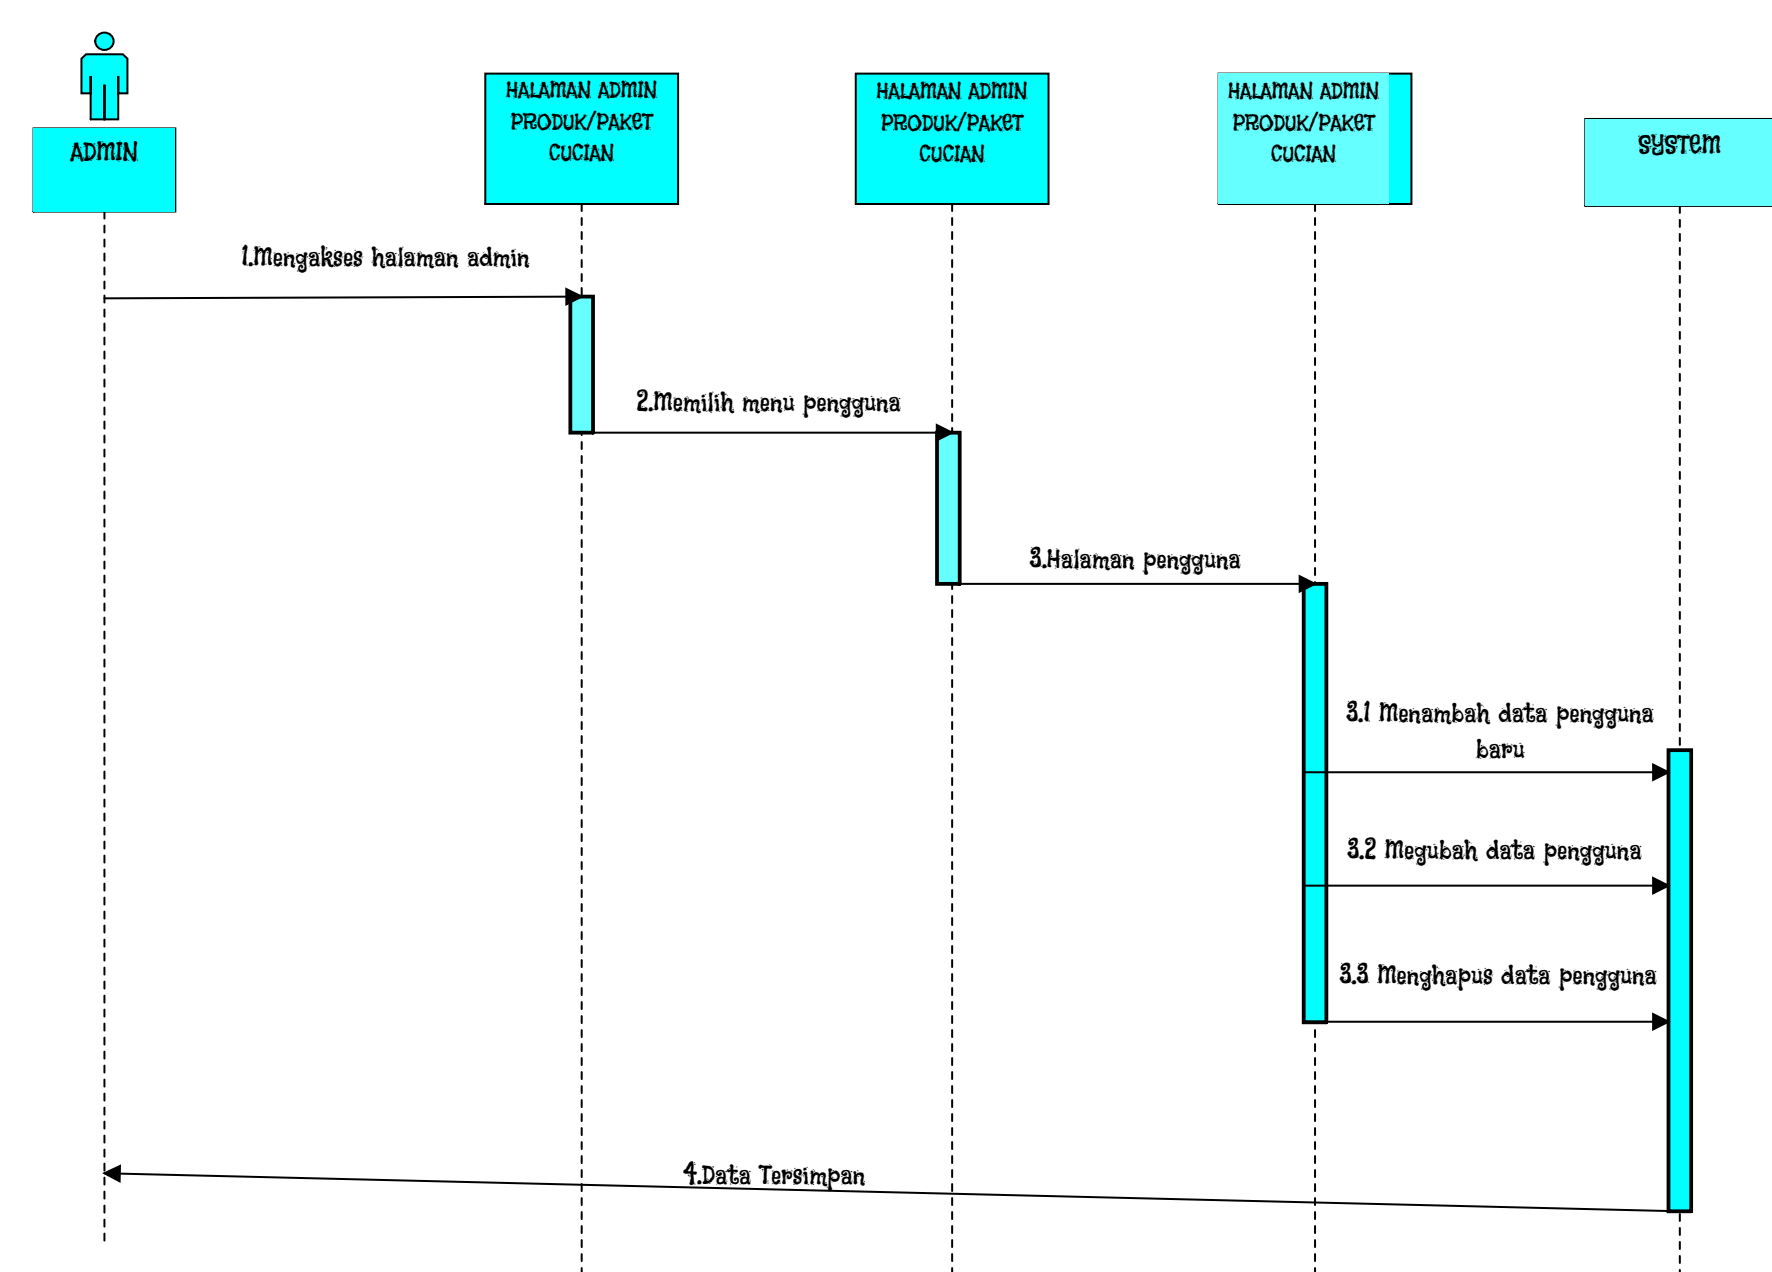 ADMIN
HALAMAN ADMIN
PRODUK/PAKET
CUCIAN
HALAMAN ADMIN
PRODUK/PAKET
CUCIAN
HALAMAN ADMIN
PRODUK/PAKET
CUCIAN
SYSTEM
1.Mengakses halaman admin
2.Memilih menu pengguna
3.Halaman pengguna
3.1 Menambah data pengguna
baru
3.2 Megubah data pengguna
3.3 Menghapus data pengguna
4.Data Tersimpan